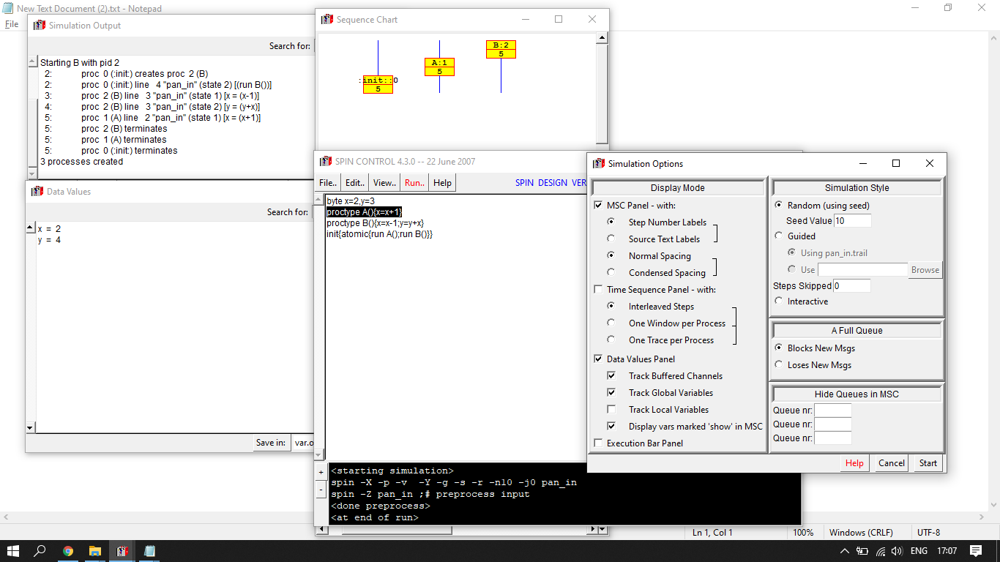 New Text Document (2).txt - Notepad
File
Simulation Output
Search for:
Starting B with pid 2
2: proc 0 (:init:) creates proc 2 (B)
2: proc 0 (:init:) line 4 "pan_in" (state 2) [(run B())]
3: proc 2 (B) line 3 "pan_in" (state 1) [x = (x-1)]
4: proc 2 (B) line 3 "pan_in" (state 2) [y = (y+x)]
5: proc 1 (A) line 2 "pan_in" (state 1) [x = (x+1)]
5: proc 2 (B) terminates
5: proc 1 (A) terminates
5: proc 0 (:init:) terminates
3 processes created
Data Values
Search for:
x = 2
y = 4
Save in: var.o
Sequence Chart
B:2
5
A:1
5
:init::0
5
SPIN CONTROL 4.3.0 -- 22 June 2007
File.. Edit.. View.. Run.. Help SPIN DESIGN VER
byte x=2,y=3
proctype A(){x=x+1}
proctype B(){x=x-1;y=y+x}
init{atomic{run A();run B()}}
+
-
<starting simulation>
spin -X -p -v -Y -g -s -r -n10 -j0 pan_in
spin -Z pan_in ;# preprocess input
<done preprocess>
<at end of run>
Simulation Options
Display Mode
MSC Panel - with:
Step Number Labels
Source Text Labels
Normal Spacing
Condensed Spacing
Time Sequence Panel - with:
Interleaved Steps
One Window per Process
One Trace per Process
Data Values Panel
Track Buffered Channels
Track Global Variables
Track Local Variables
Display vars marked 'show' in MSC
Execution Bar Panel
Simulation Style
Random (using seed)
Seed Value 10
Guided
Using pan_in.trail
Use Browse
Steps Skipped 0
Interactive
A Full Queue
Blocks New Msgs
Loses New Msgs
Hide Queues in MSC
Queue nr:
Queue nr:
Queue nr:
Help Cancel Start
Ln 1, Col 1 100% Windows (CRLF) UTF-8
ENG 17:07